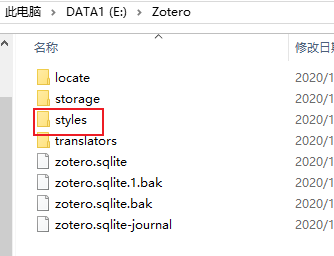 此电脑 > DATA1 (E:) > Zotero
名称 修改日期
locate 2020/1
storage 2020/1
styles 2020/1
translators 2020/1
zotero.sqlite 2020/1
zotero.sqlite.1.bak 2020/1
zotero.sqlite.bak 2020/1
zotero.sqlite-journal 2020/1